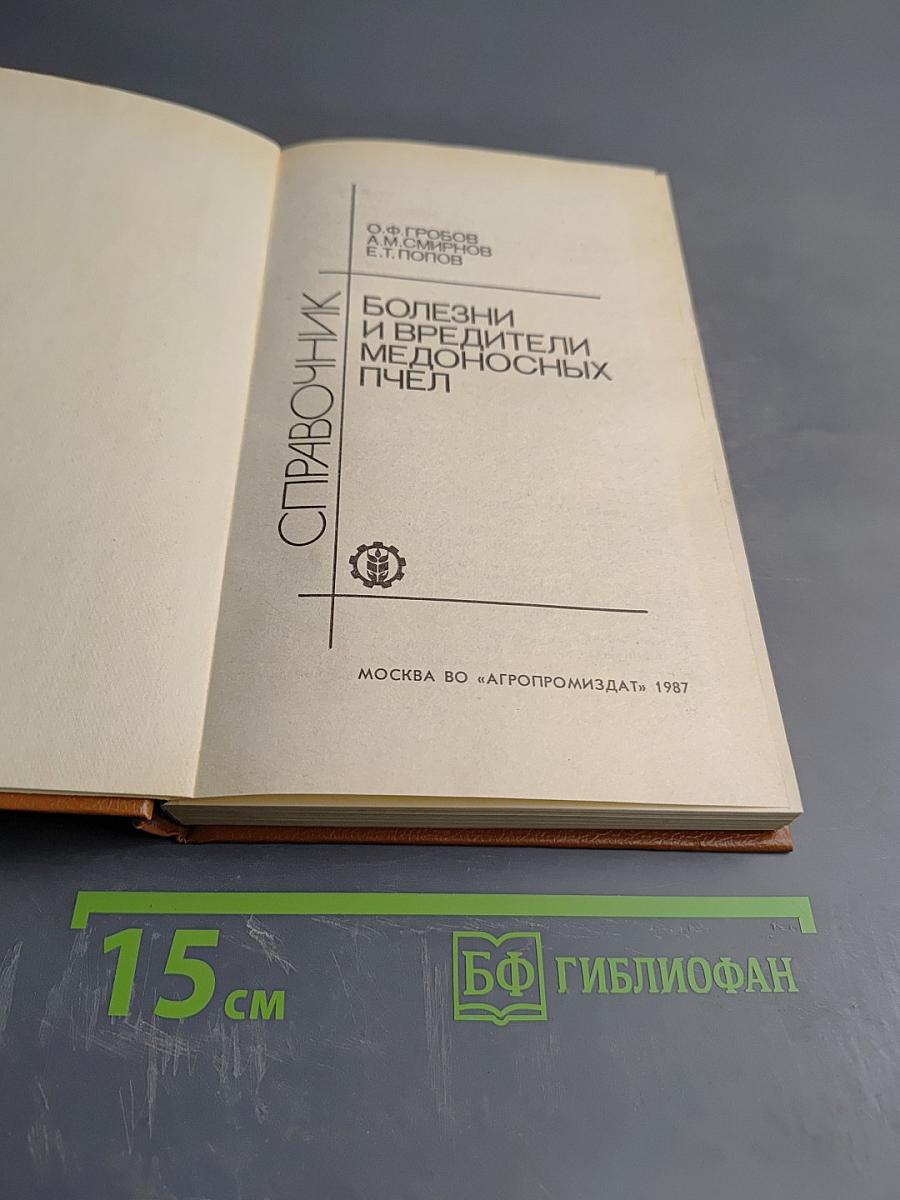 О.Ф.ГРОБОВ
А.М.СМИРНОВ
Е.Т.ПОПОВ
СПРАВОЧНИК
БОЛЕЗНИ
И ВРЕДИТЕЛИ
МЕДОНОСНЫХ
ПЧЕЛ
МОСКВА ВО «АГРОПРОМИЗДАТ» 1987
15 см
БФ ГИБЛИОФАН